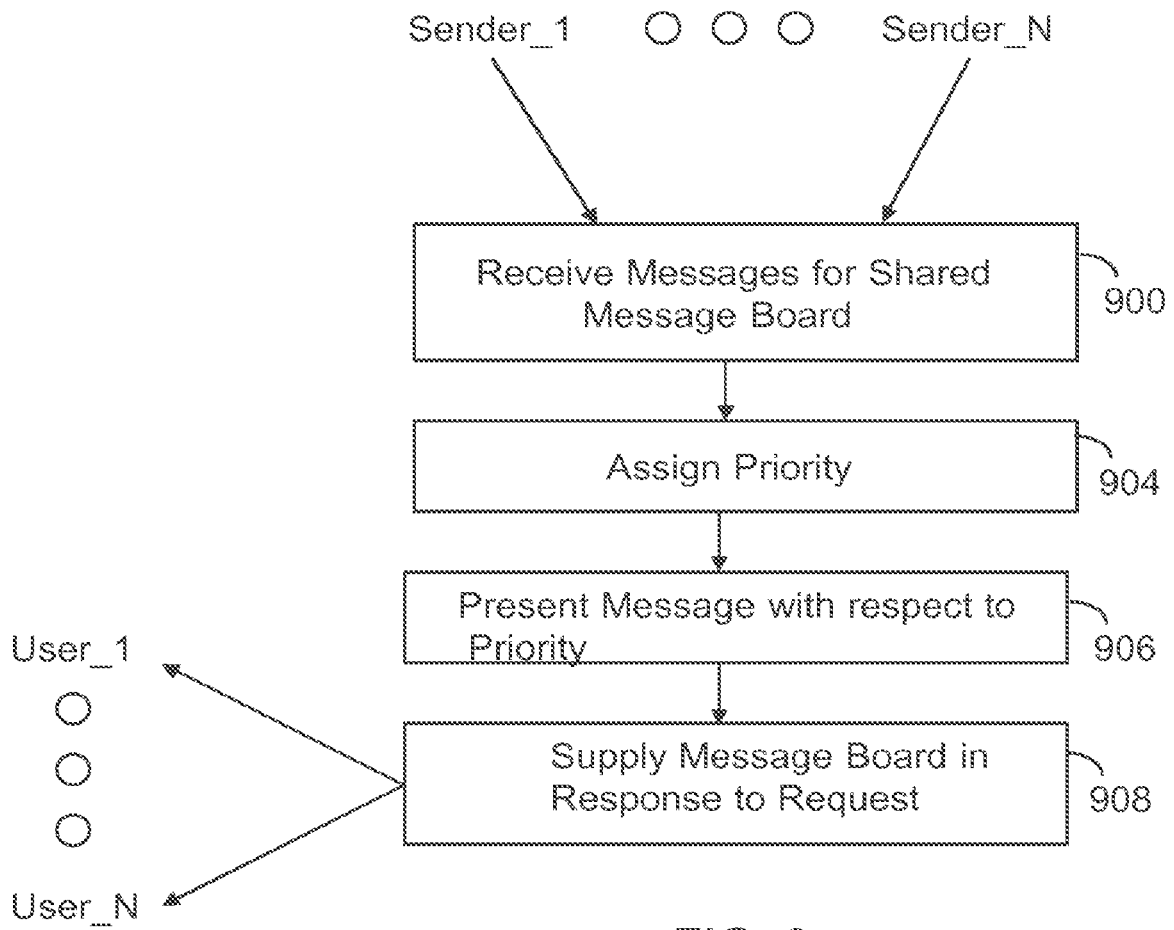 Sender_1 Sender_N
Receive Messages for Shared
Message Board
900
Assign Priority
904
Present Message with respect to
Priority
906
User_1
Supply Message Board in
Response to Request
908
User_N